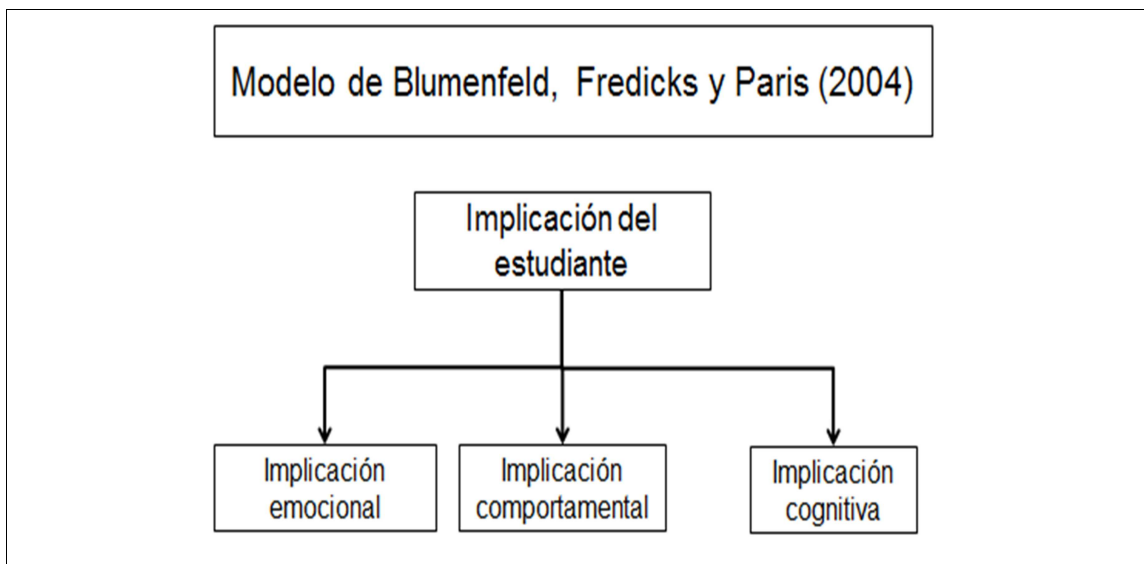 Modelo de Blumenfeld, Fredicks y Paris (2004)
Implicación del
estudiante
Implicación
emocional
Implicación
comportamental
Implicación
cognitiva